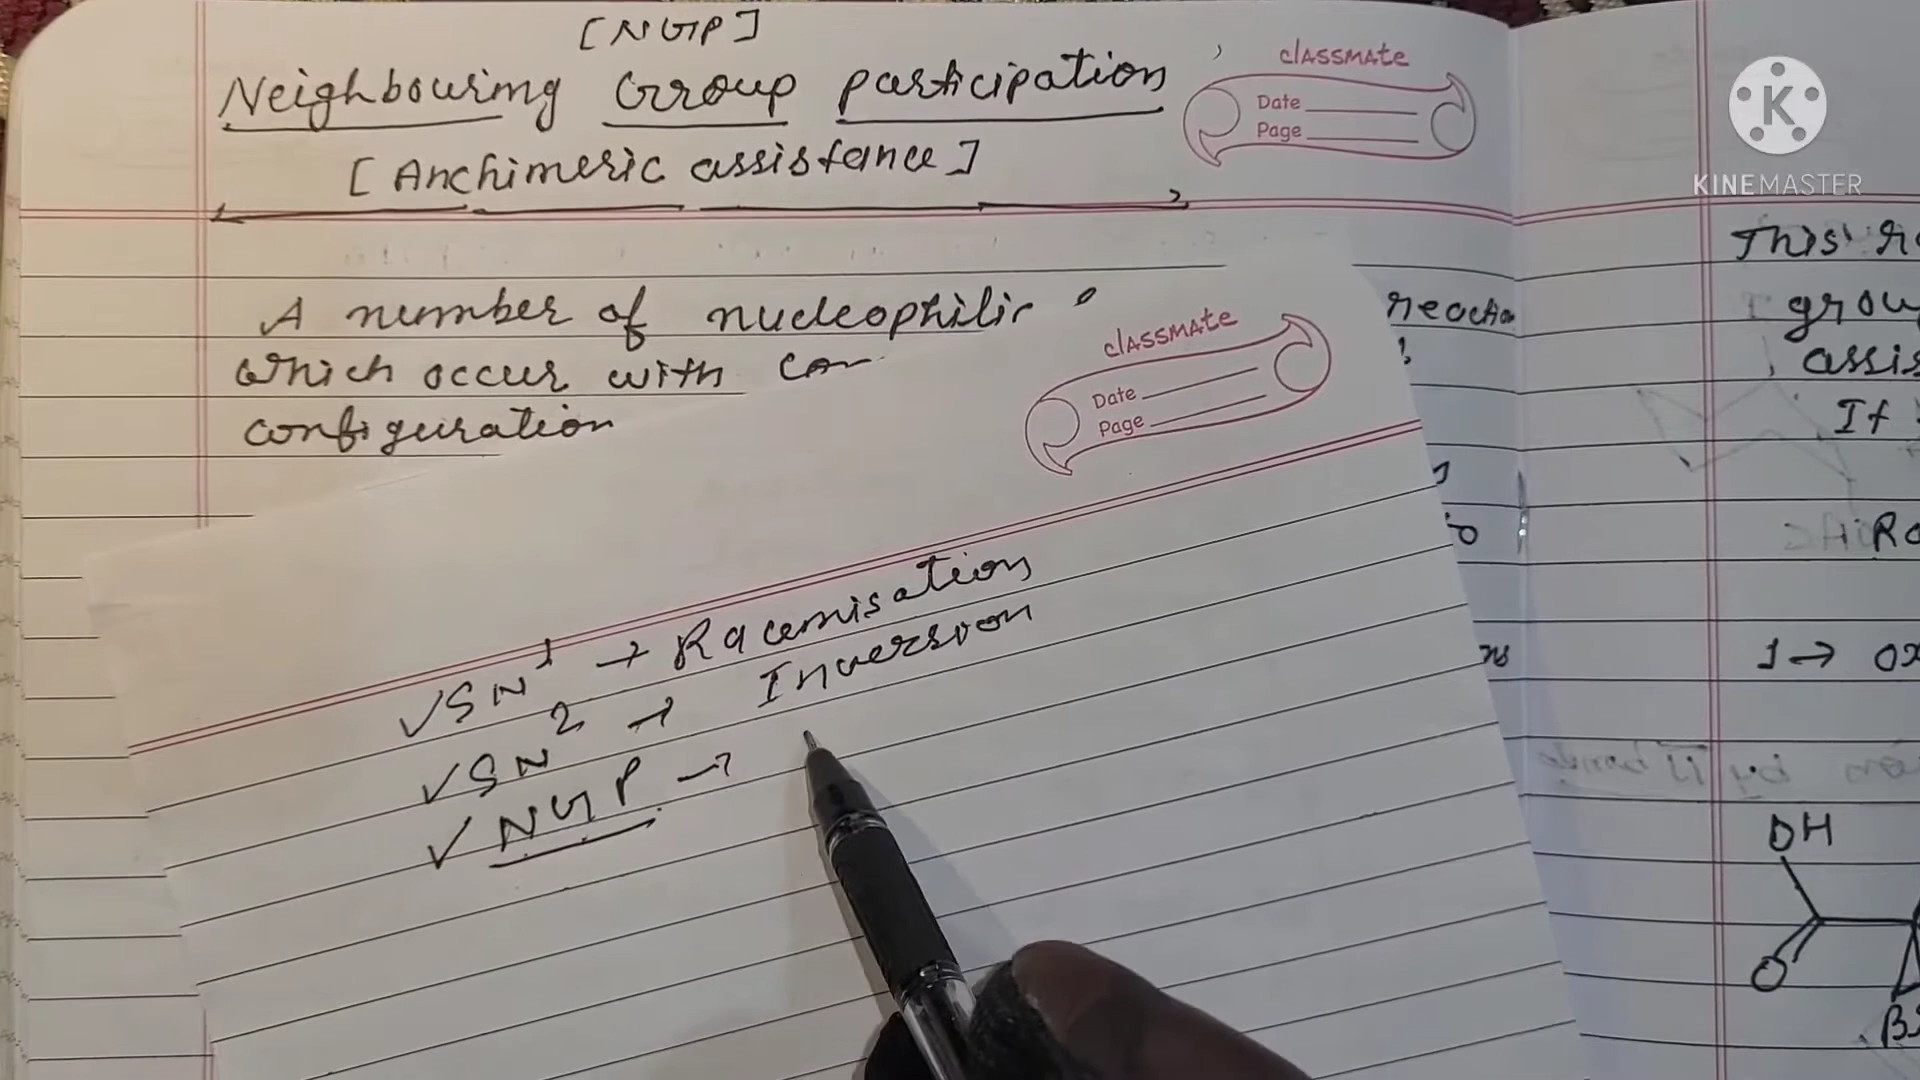 [NGP]
Neighbouring Group participation
[Anchimeric assistance]
classmate
Date
Page
KINEMASTER
A number of nucleophilic reaction
which occur with
configuration
classmate
Date
Page
SN1 → Racemisation
SN2 → Inversion
NGP →
This
grou
assis
If
1 →
OH
O